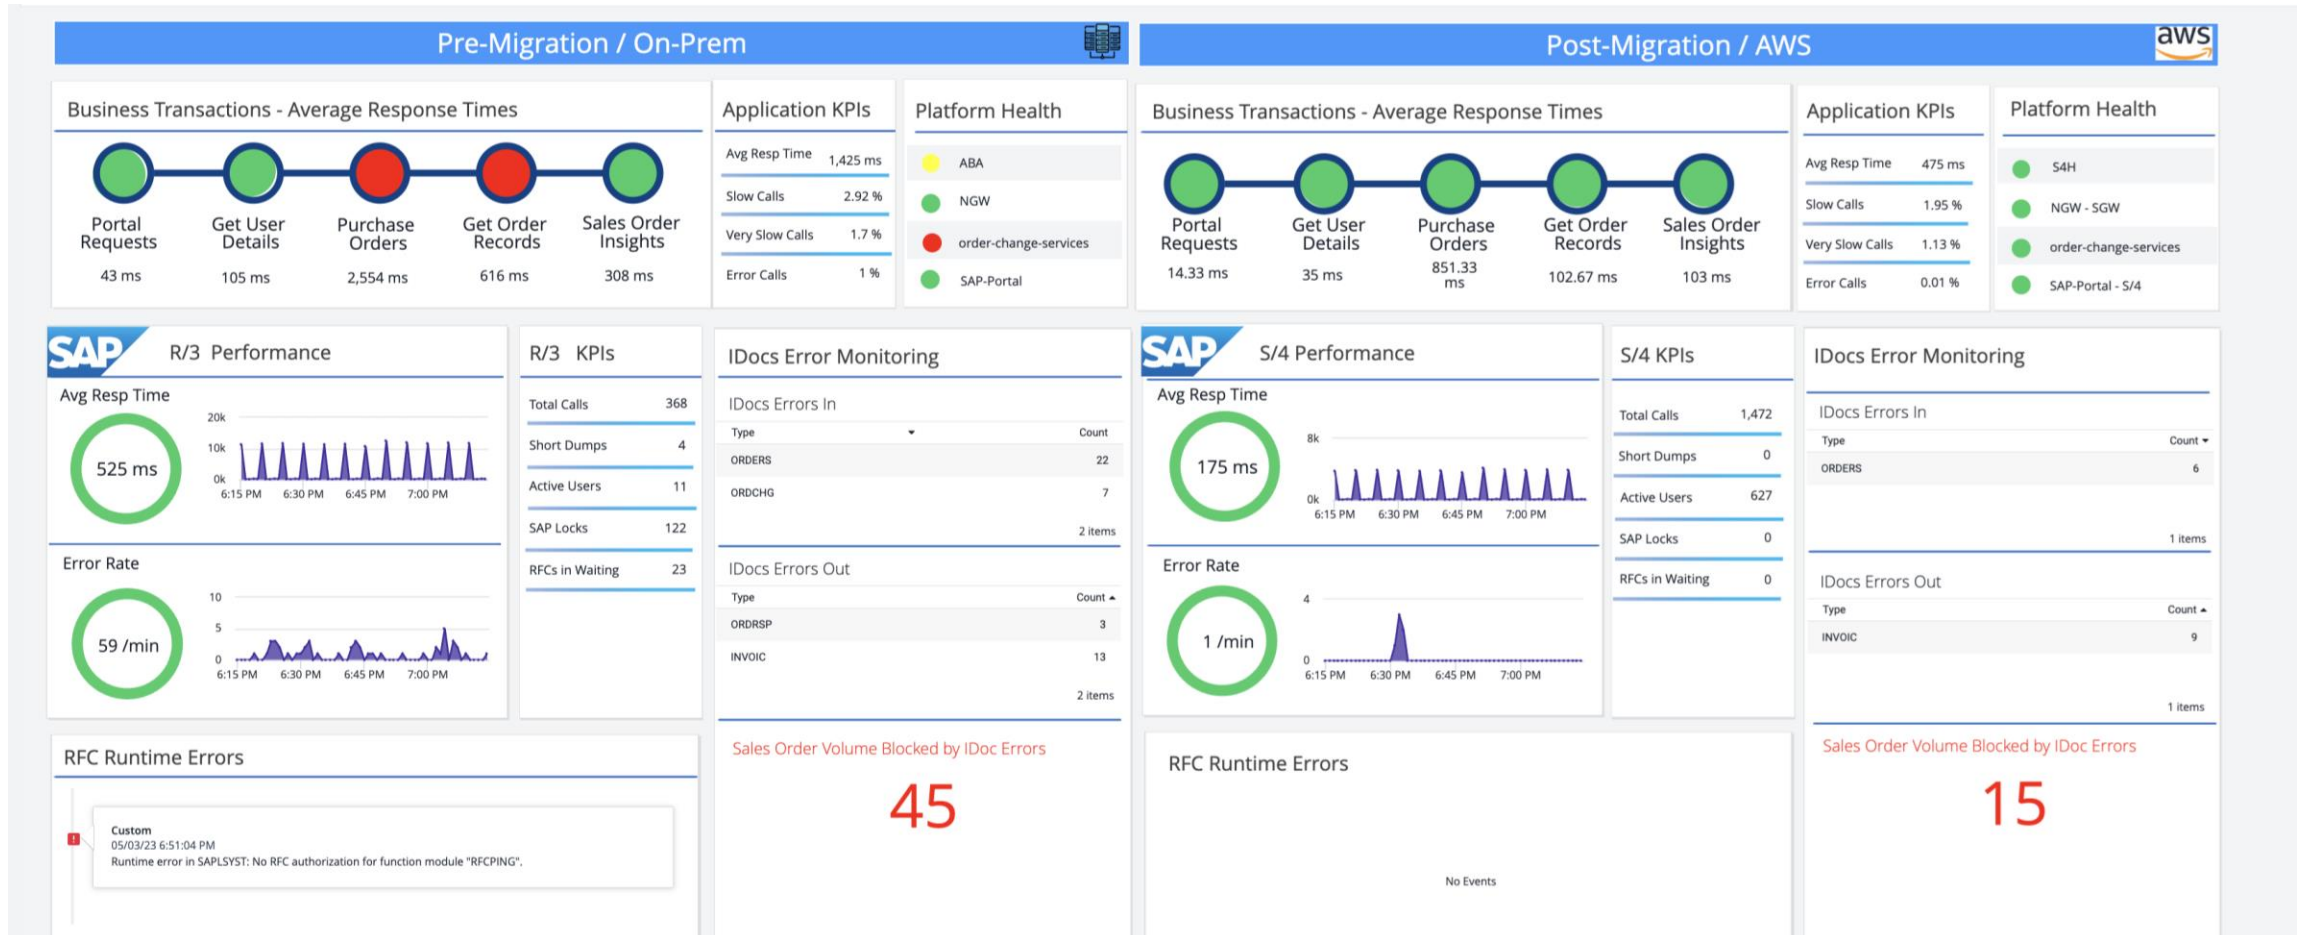 Pre-Migration / On-Prem
Business Transactions - Average Response Times
Portal
Requests
43 ms
Get User
Details
105 ms
Purchase
Orders
2,554 ms
Get Order
Records
616 ms
Sales Order
Insights
308 ms
Application KPIs
Avg Resp Time 1,425 ms
Slow Calls 2.92 %
Very Slow Calls 1.7 %
Error Calls 1 %
Platform Health
ABA
NGW
order-change-services
SAP-Portal
SAP R/3 Performance
Avg Resp Time
525 ms
20k
10k
0k
6:15 PM 6:30 PM 6:45 PM 7:00 PM
Error Rate
59 /min
10
5
0
6:15 PM 6:30 PM 6:45 PM 7:00 PM
R/3 KPIs
Total Calls 368
Short Dumps 4
Active Users 11
SAP Locks 122
RFCs in Waiting 23
IDocs Error Monitoring
IDocs Errors In
Type Count
ORDERS 22
ORDCHG 7
2 items
IDocs Errors Out
Type Count
ORDRSP 3
INVOIC 13
2 items
Sales Order Volume Blocked by IDoc Errors
45
RFC Runtime Errors
Custom
05/03/23 6:51:04 PM
Runtime error in SAPLSYST: No RFC authorization for function module "RFCPING".
Post-Migration / AWS
aws
Business Transactions - Average Response Times
Portal
Requests
14.33 ms
Get User
Details
35 ms
Purchase
Orders
851.33
ms
Get Order
Records
102.67 ms
Sales Order
Insights
103 ms
Application KPIs
Avg Resp Time 475 ms
Slow Calls 1.95 %
Very Slow Calls 1.13 %
Error Calls 0.01 %
Platform Health
S4H
NGW - SGW
order-change-services
SAP-Portal - S/4
SAP S/4 Performance
Avg Resp Time
175 ms
8k
0k
6:15 PM 6:30 PM 6:45 PM 7:00 PM
Error Rate
1 /min
4
0
6:15 PM 6:30 PM 6:45 PM 7:00 PM
S/4 KPIs
Total Calls 1,472
Short Dumps 0
Active Users 627
SAP Locks 0
RFCs in Waiting 0
IDocs Error Monitoring
IDocs Errors In
Type Count
ORDERS 6
1 items
IDocs Errors Out
Type Count
INVOIC 9
1 items
Sales Order Volume Blocked by IDoc Errors
15
RFC Runtime Errors
No Events